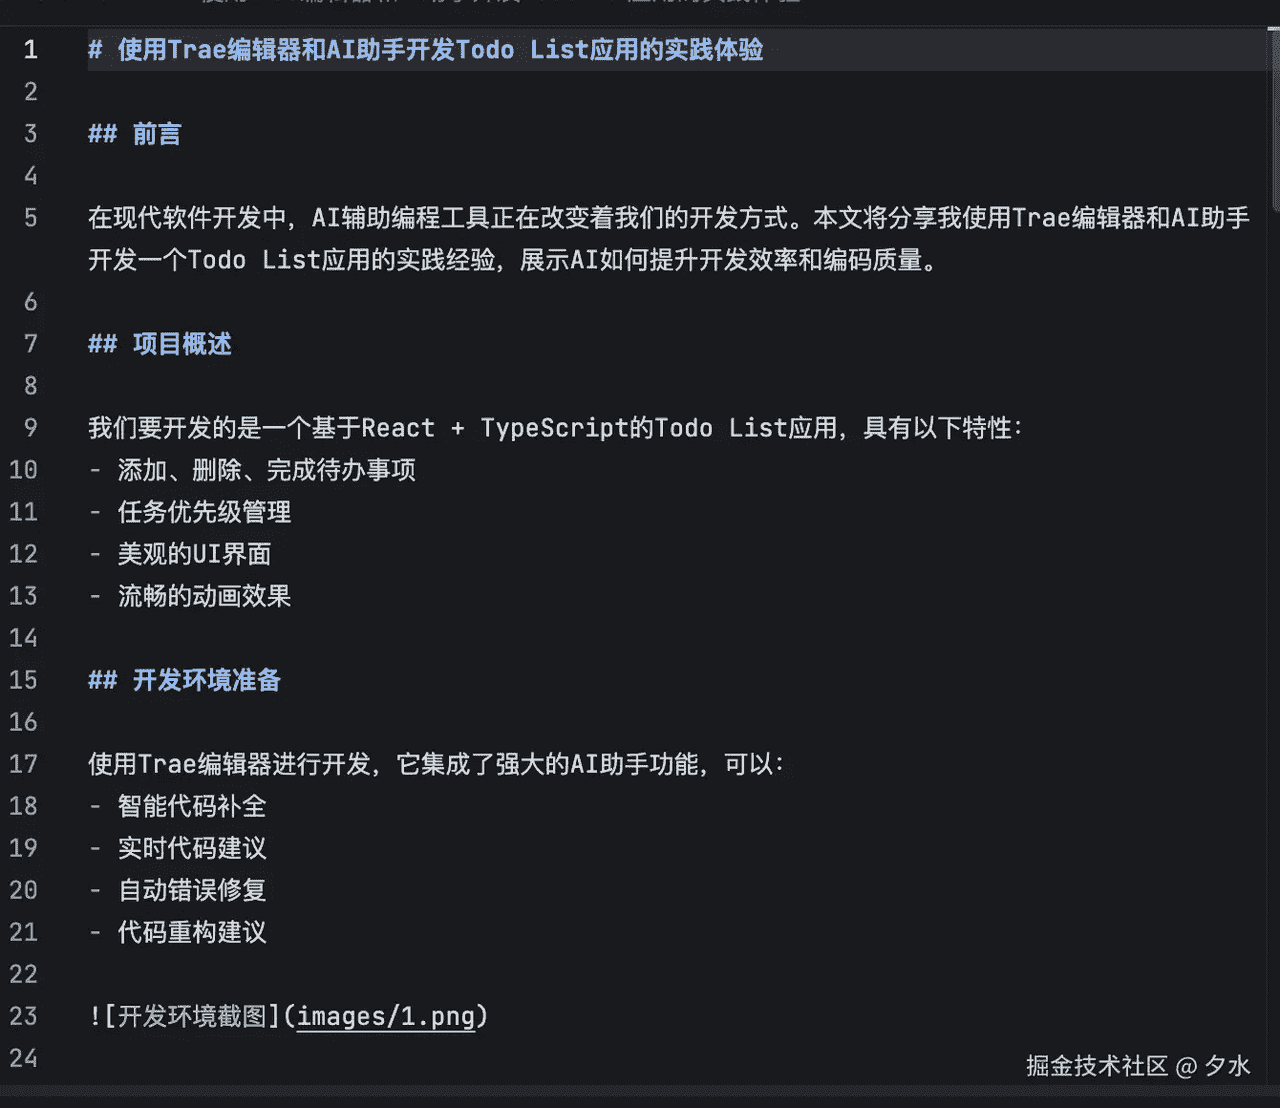 1 # 使用Trae编辑器和AI助手开发Todo List应用的实践体验
2
3 ## 前言
4
5 在现代软件开发中，AI辅助编程工具正在改变着我们的开发方式。本文将分享我使用Trae编辑器和AI助手
开发一个Todo List应用的实践经验，展示AI如何提升开发效率和编码质量。
6
7 ## 项目概述
8
9 我们要开发的是一个基于React + TypeScript的Todo List应用，具有以下特性：
10 - 添加、删除、完成待办事项
11 - 任务优先级管理
12 - 美观的UI界面
13 - 流畅的动画效果
14
15 ## 开发环境准备
16
17 使用Trae编辑器进行开发，它集成了强大的AI助手功能，可以：
18 - 智能代码补全
19 - 实时代码建议
20 - 自动错误修复
21 - 代码重构建议
22
23 ![开发环境截图](images/1.png)
24
掘金技术社区 @ 夕水